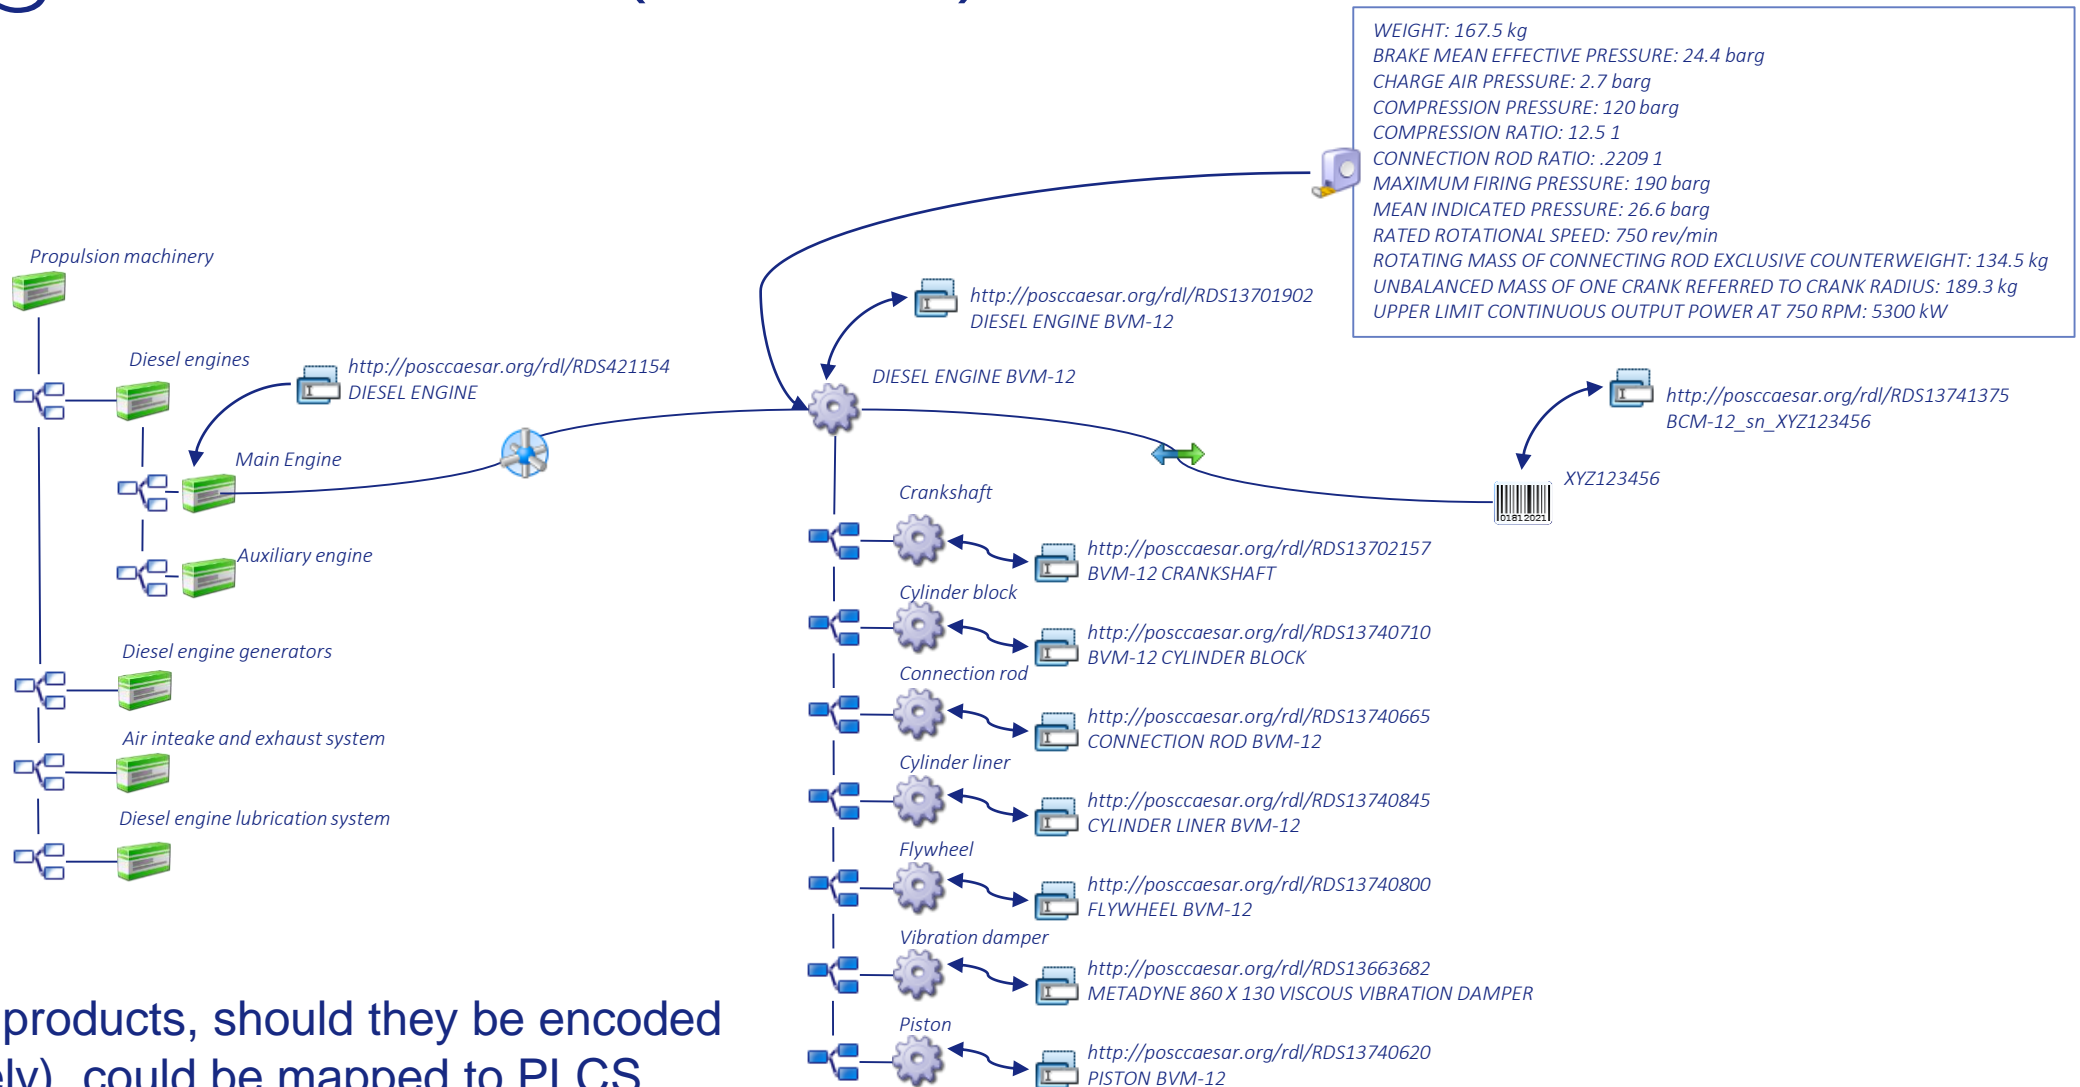 WEIGHT: 167.5 kg
BRAKE MEAN EFFECTIVE PRESSURE: 24.4 barg
CHARGE AIR PRESSURE: 2.7 barg
COMPRESSION PRESSURE: 120 barg
COMPRESSION RATIO: 12.5 1
CONNECTION ROD RATIO: .2209 1
MAXIMUM FIRING PRESSURE: 190 barg
MEAN INDICATED PRESSURE: 26.6 barg
RATED ROTATIONAL SPEED: 750 rev/min
ROTATING MASS OF CONNECTING ROD EXCLUSIVE COUNTERWEIGHT: 134.5 kg
UNBALANCED MASS OF ONE CRANK REFERRED TO CRANK RADIUS: 189.3 kg
UPPER LIMIT CONTINUOUS OUTPUT POWER AT 750 RPM: 5300 kW
Propulsion machinery
Diesel engines
http://posccaesar.org/rdl/RDS421154
DIESEL ENGINE
Main Engine
Auxiliary engine
Diesel engine generators
Air inteake and exhaust system
Diesel engine lubrication system
http://posccaesar.org/rdl/RDS13701902
DIESEL ENGINE BVM-12
DIESEL ENGINE BVM-12
http://posccaesar.org/rdl/RDS13741375
BCM-12_sn_XYZ123456
XYZ123456
01812021
Crankshaft
http://posccaesar.org/rdl/RDS13702157
BVM-12 CRANKSHAFT
Cylinder block
http://posccaesar.org/rdl/RDS13740710
BVM-12 CYLINDER BLOCK
Connection rod
http://posccaesar.org/rdl/RDS13740665
CONNECTION ROD BVM-12
Cylinder liner
http://posccaesar.org/rdl/RDS13740845
CYLINDER LINER BVM-12
Flywheel
http://posccaesar.org/rdl/RDS13740800
FLYWHEEL BVM-12
Vibration damper
http://posccaesar.org/rdl/RDS13663682
METADYNE 860 X 130 VISCOUS VIBRATION DAMPER
Piston
http://posccaesar.org/rdl/RDS13740620
PISTON BVM-12
products, should they be encoded
could be mapped to PLCS